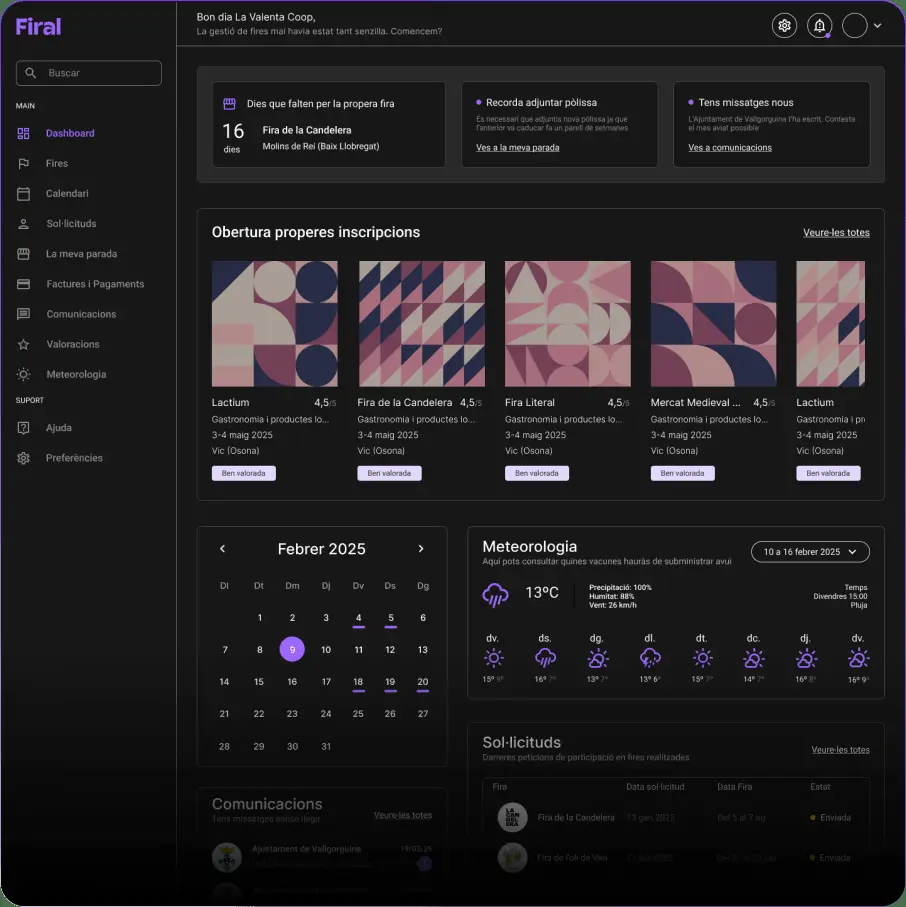 Firal
Bon dia La Valenta Coop,
La gestió de fires mai havia estat tant senzilla. Comencem?
Buscar
MAIN
Dashboard
Fires
Calendari
Sol·licituds
La meva parada
Factures i Pagaments
Comunicacions
Valoracions
Meteorologia
SUPORT
Ajuda
Preferències
Dies que falten per la propera fira
16
dies
Fira de la Candelera
Molins de Rei (Baix Llobregat)
Recorda adjuntar pòlissa
És necessari que adjuntis nova pòlissa ja que
l'anterior va caducar fa un parell de setmanes
Ves a la meva parada
Tens missatges nous
L'Ajuntament de Vallgorguina t'ha escrit. Contesta
el més aviat possible
Ves a comunicacions
Obertura properes inscripcions
Veure-les totes
Lactium 4,5/5
Gastronomia i productes lo...
3-4 maig 2025
Vic (Osona)
Ben valorada
Fira de la Candelera 4,5/5
Gastronomia i productes lo...
3-4 maig 2025
Vic (Osona)
Ben valorada
Fira Literal 4,5/5
Gastronomia i productes lo...
3-4 maig 2025
Vic (Osona)
Ben valorada
Mercat Medieval ... 4,5/5
Gastronomia i productes lo...
3-4 maig 2025
Vic (Osona)
Ben valorada
Lactium
Gastronomia i pr
3-4 maig 2025
Vic (Osona)
Ben valorada
Febrer 2025
Dl Dt Dm Dj Dv Ds Dg
1 2 3 4 5 6
7 8 9 10 11 12 13
14 15 16 17 18 19 20
21 22 23 24 25 26 27
28 29 30 31
Meteorologia
Aquí pots consultar quines vacunes hauràs de subministrar avui
10 a 16 febrer 2025
13ºC
Precipitació: 100%
Humitat: 88%
Vent: 26 km/h
Temps
Divendres 15:00
Pluja
dv. ds. dg. dl. dt. dc. dj. dv.
15º 9º 16º 7º 13º 7º 13º 6º 15º 7º 14º 7º 16º 8º 16º 9º
Sol·licituds
Darreres peticions de participació en fires realitzades
Veure-les totes
Fira Data sol·licitud Data Fira Estat
LA CAN DEL ERA
Fira de la Candelera 13 gen 2025 Del 5 al 7 ag Enviada
Fira de l'oli de Vea Enviada
Comunicacions
Tens missatges sense llegir
Veure-les totes
Ajuntament de Vallgorguina 19/03/25